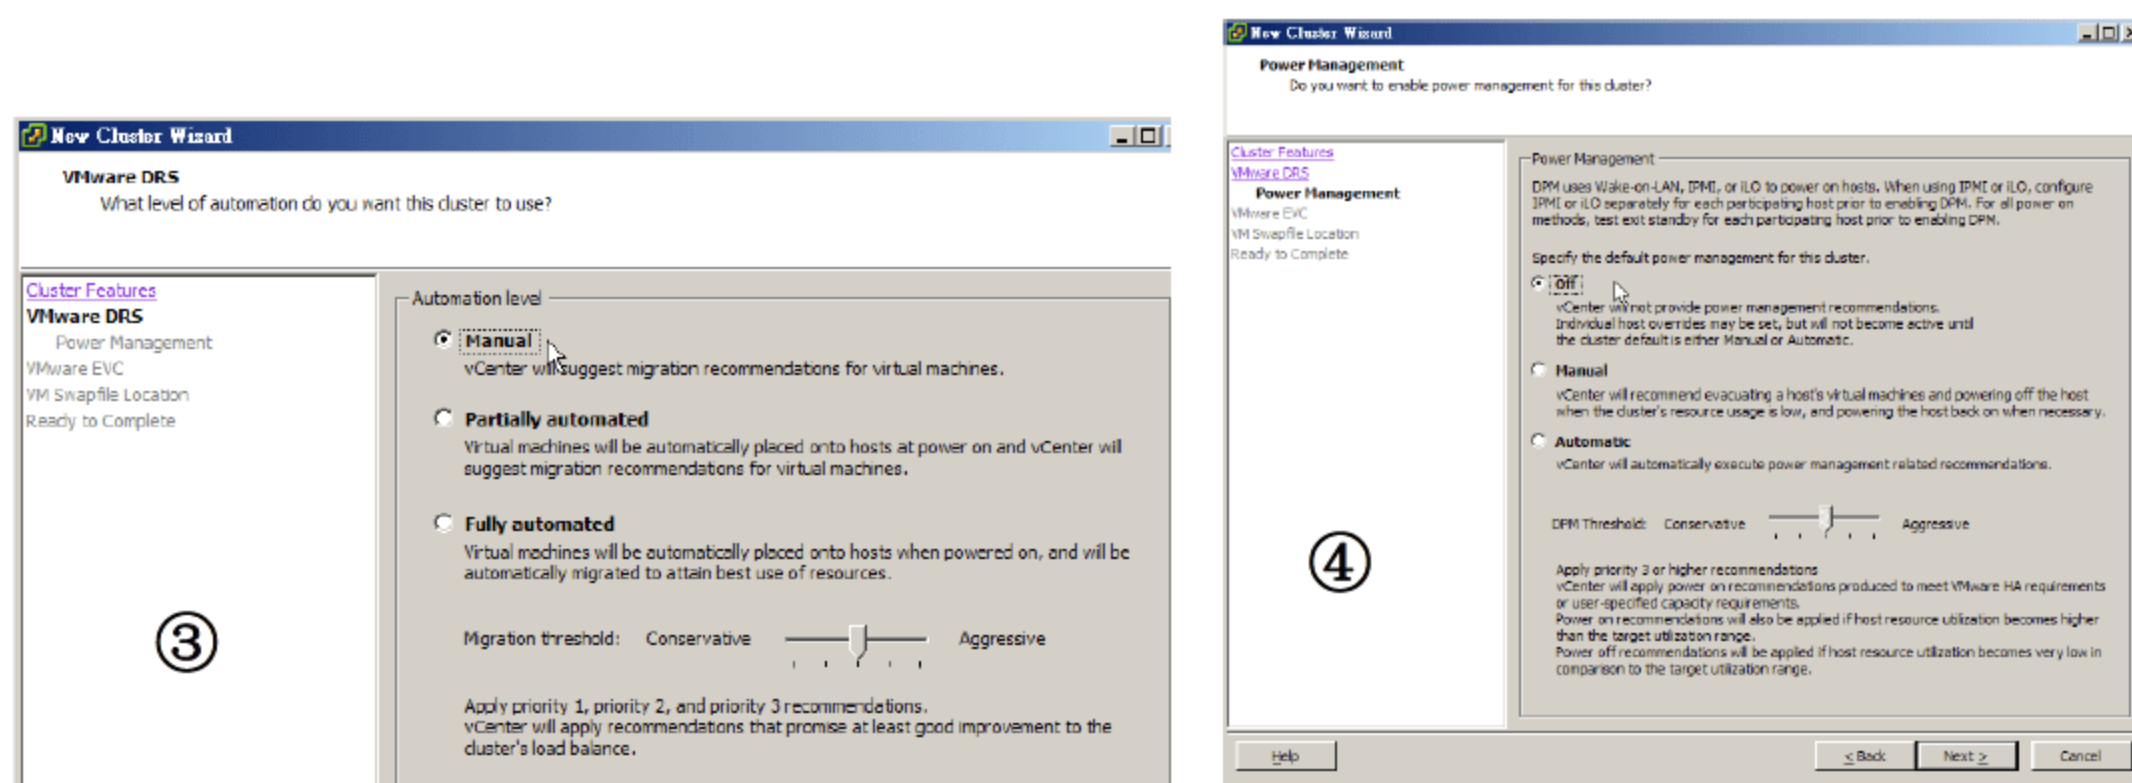 New Cluster Wizard
VMware DRS
What level of automation do you want this cluster to use?
Cluster Features
VMware DRS
Power Management
VMware EVC
VM Swapfile Location
Ready to Complete
Automation level
Manual
vCenter will suggest migration recommendations for virtual machines.
Partially automated
Virtual machines will be automatically placed onto hosts at power on and vCenter will
suggest migration recommendations for virtual machines.
Fully automated
Virtual machines will be automatically placed onto hosts when powered on, and will be
automatically migrated to attain best use of resources.
Migration threshold: Conservative Aggressive
Apply priority 1, priority 2, and priority 3 recommendations.
vCenter will apply recommendations that promise at least good improvement to the
cluster's load balance.
③
New Cluster Wizard
Power Management
Do you want to enable power management for this cluster?
Cluster Features
VMware DRS
Power Management
VMware EVC
VM Swapfile Location
Ready to Complete
Power Management
DPM uses Wake-on-LAN, IPMI, or iLO to power on hosts. When using IPMI or iLO, configure
IPMI or iLO separately for each participating host prior to enabling DPM. For all power on
methods, test exit standby for each participating host prior to enabling DPM.
Specify the default power management for this cluster.
Off
vCenter will not provide power management recommendations.
Individual host overrides may be set, but will not become active until
the cluster default is either Manual or Automatic.
Manual
vCenter will recommend evacuating a host's virtual machines and powering off the host
when the cluster's resource usage is low, and powering the host back on when necessary.
Automatic
vCenter will automatically execute power management related recommendations.
DPM Threshold: Conservative Aggressive
Apply priority 3 or higher recommendations
vCenter will apply power on recommendations produced to meet VMware HA requirements
or user-specified capacity requirements.
Power on recommendations will also be applied if host resource utilization becomes higher
than the target utilization range.
Power off recommendations will be applied if host resource utilization becomes very low in
comparison to the target utilization range.
④
Help
< Back
Next >
Cancel